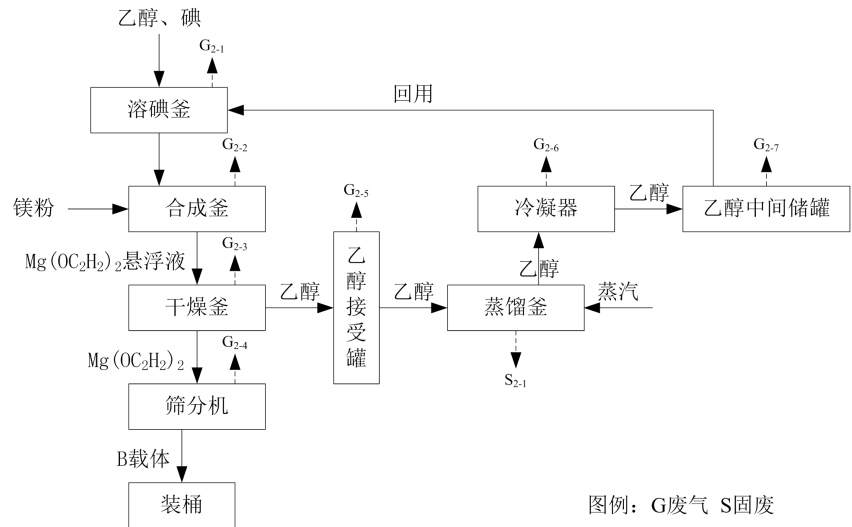 乙醇、碘
G2-1
溶碘釜
回用
G2-2
G2-6
G2-7
镁粉
合成釜
G2-5
冷凝器
乙醇
乙醇中间储罐
Mg(OC2H2)2悬浮液
G2-3
乙醇
干燥釜
乙醇
乙醇接受罐
乙醇
蒸馏釜
蒸汽
Mg(OC2H2)2
G2-4
S2-1
筛分机
B载体
装桶
图例：G废气 S固废